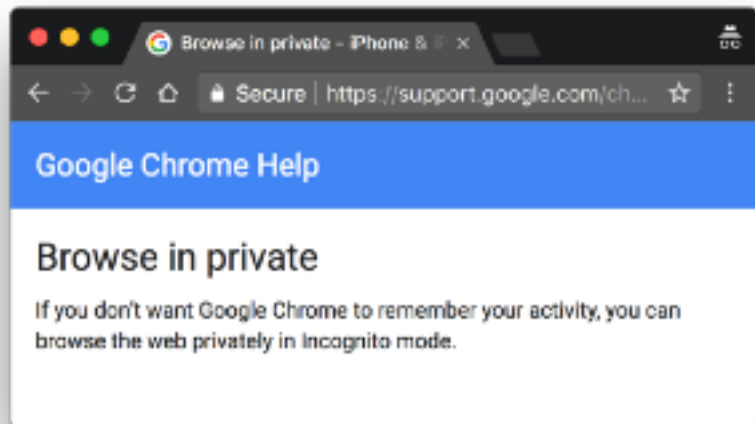 Browse in private - iPhone &
Secure | https://support.google.com/ch...
Google Chrome Help
Browse in private
If you don't want Google Chrome to remember your activity, you can
browse the web privately in Incognito mode.